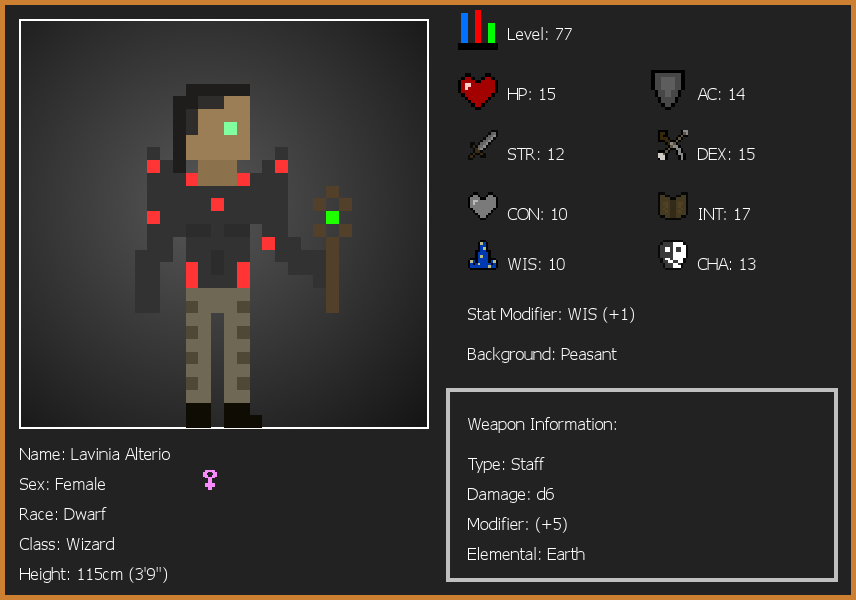 Level: 77
HP: 15
AC: 14
STR: 12
DEX: 15
CON: 10
INT: 17
WIS: 10
CHA: 13
Stat Modifier: WIS (+1)
Background: Peasant
Weapon Information:
Type: Staff
Damage: d6
Modifier: (+5)
Elemental: Earth
Name: Lavinia Alterio
Sex: Female
Race: Dwarf
Class: Wizard
Height: 115cm (3'9")